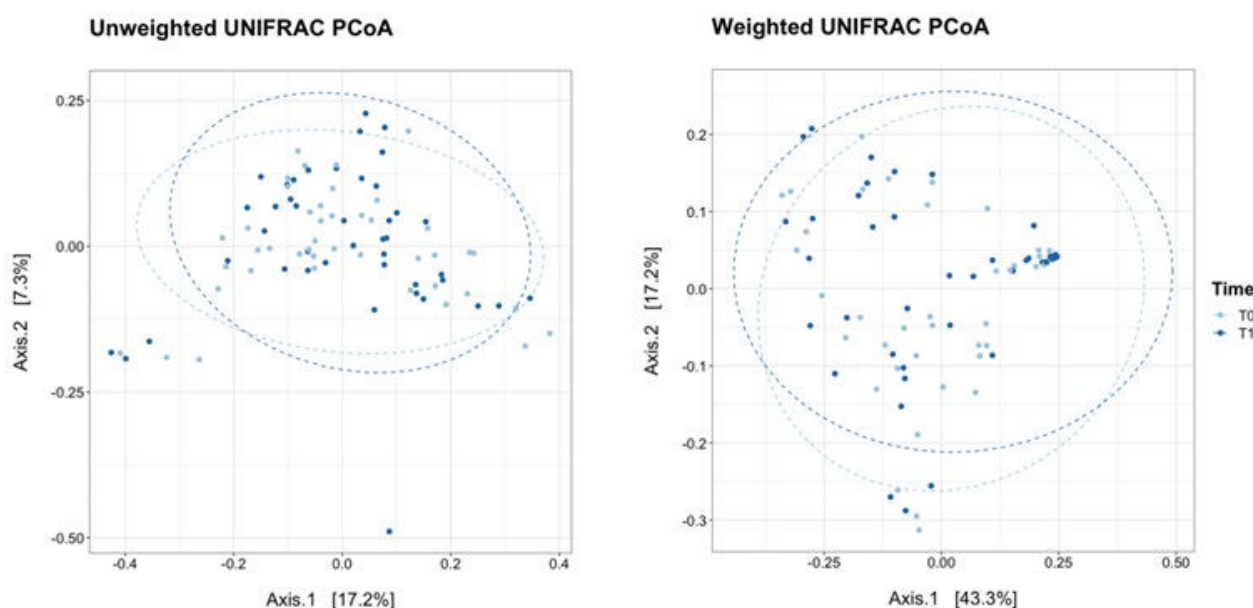 Unweighted UNIFRAC PCoA
0.25
0.00
-0.25
-0.50
Axis.2 [7.3%]
-0.4
-0.2
0.0
0.2
0.4
Axis.1 [17.2%]
Weighted UNIFRAC PCoA
0.2
0.1
0.0
-0.1
-0.2
-0.3
Axis.2 [17.2%]
-0.25
0.00
0.25
0.50
Axis.1 [43.3%]
Time
T0
T1